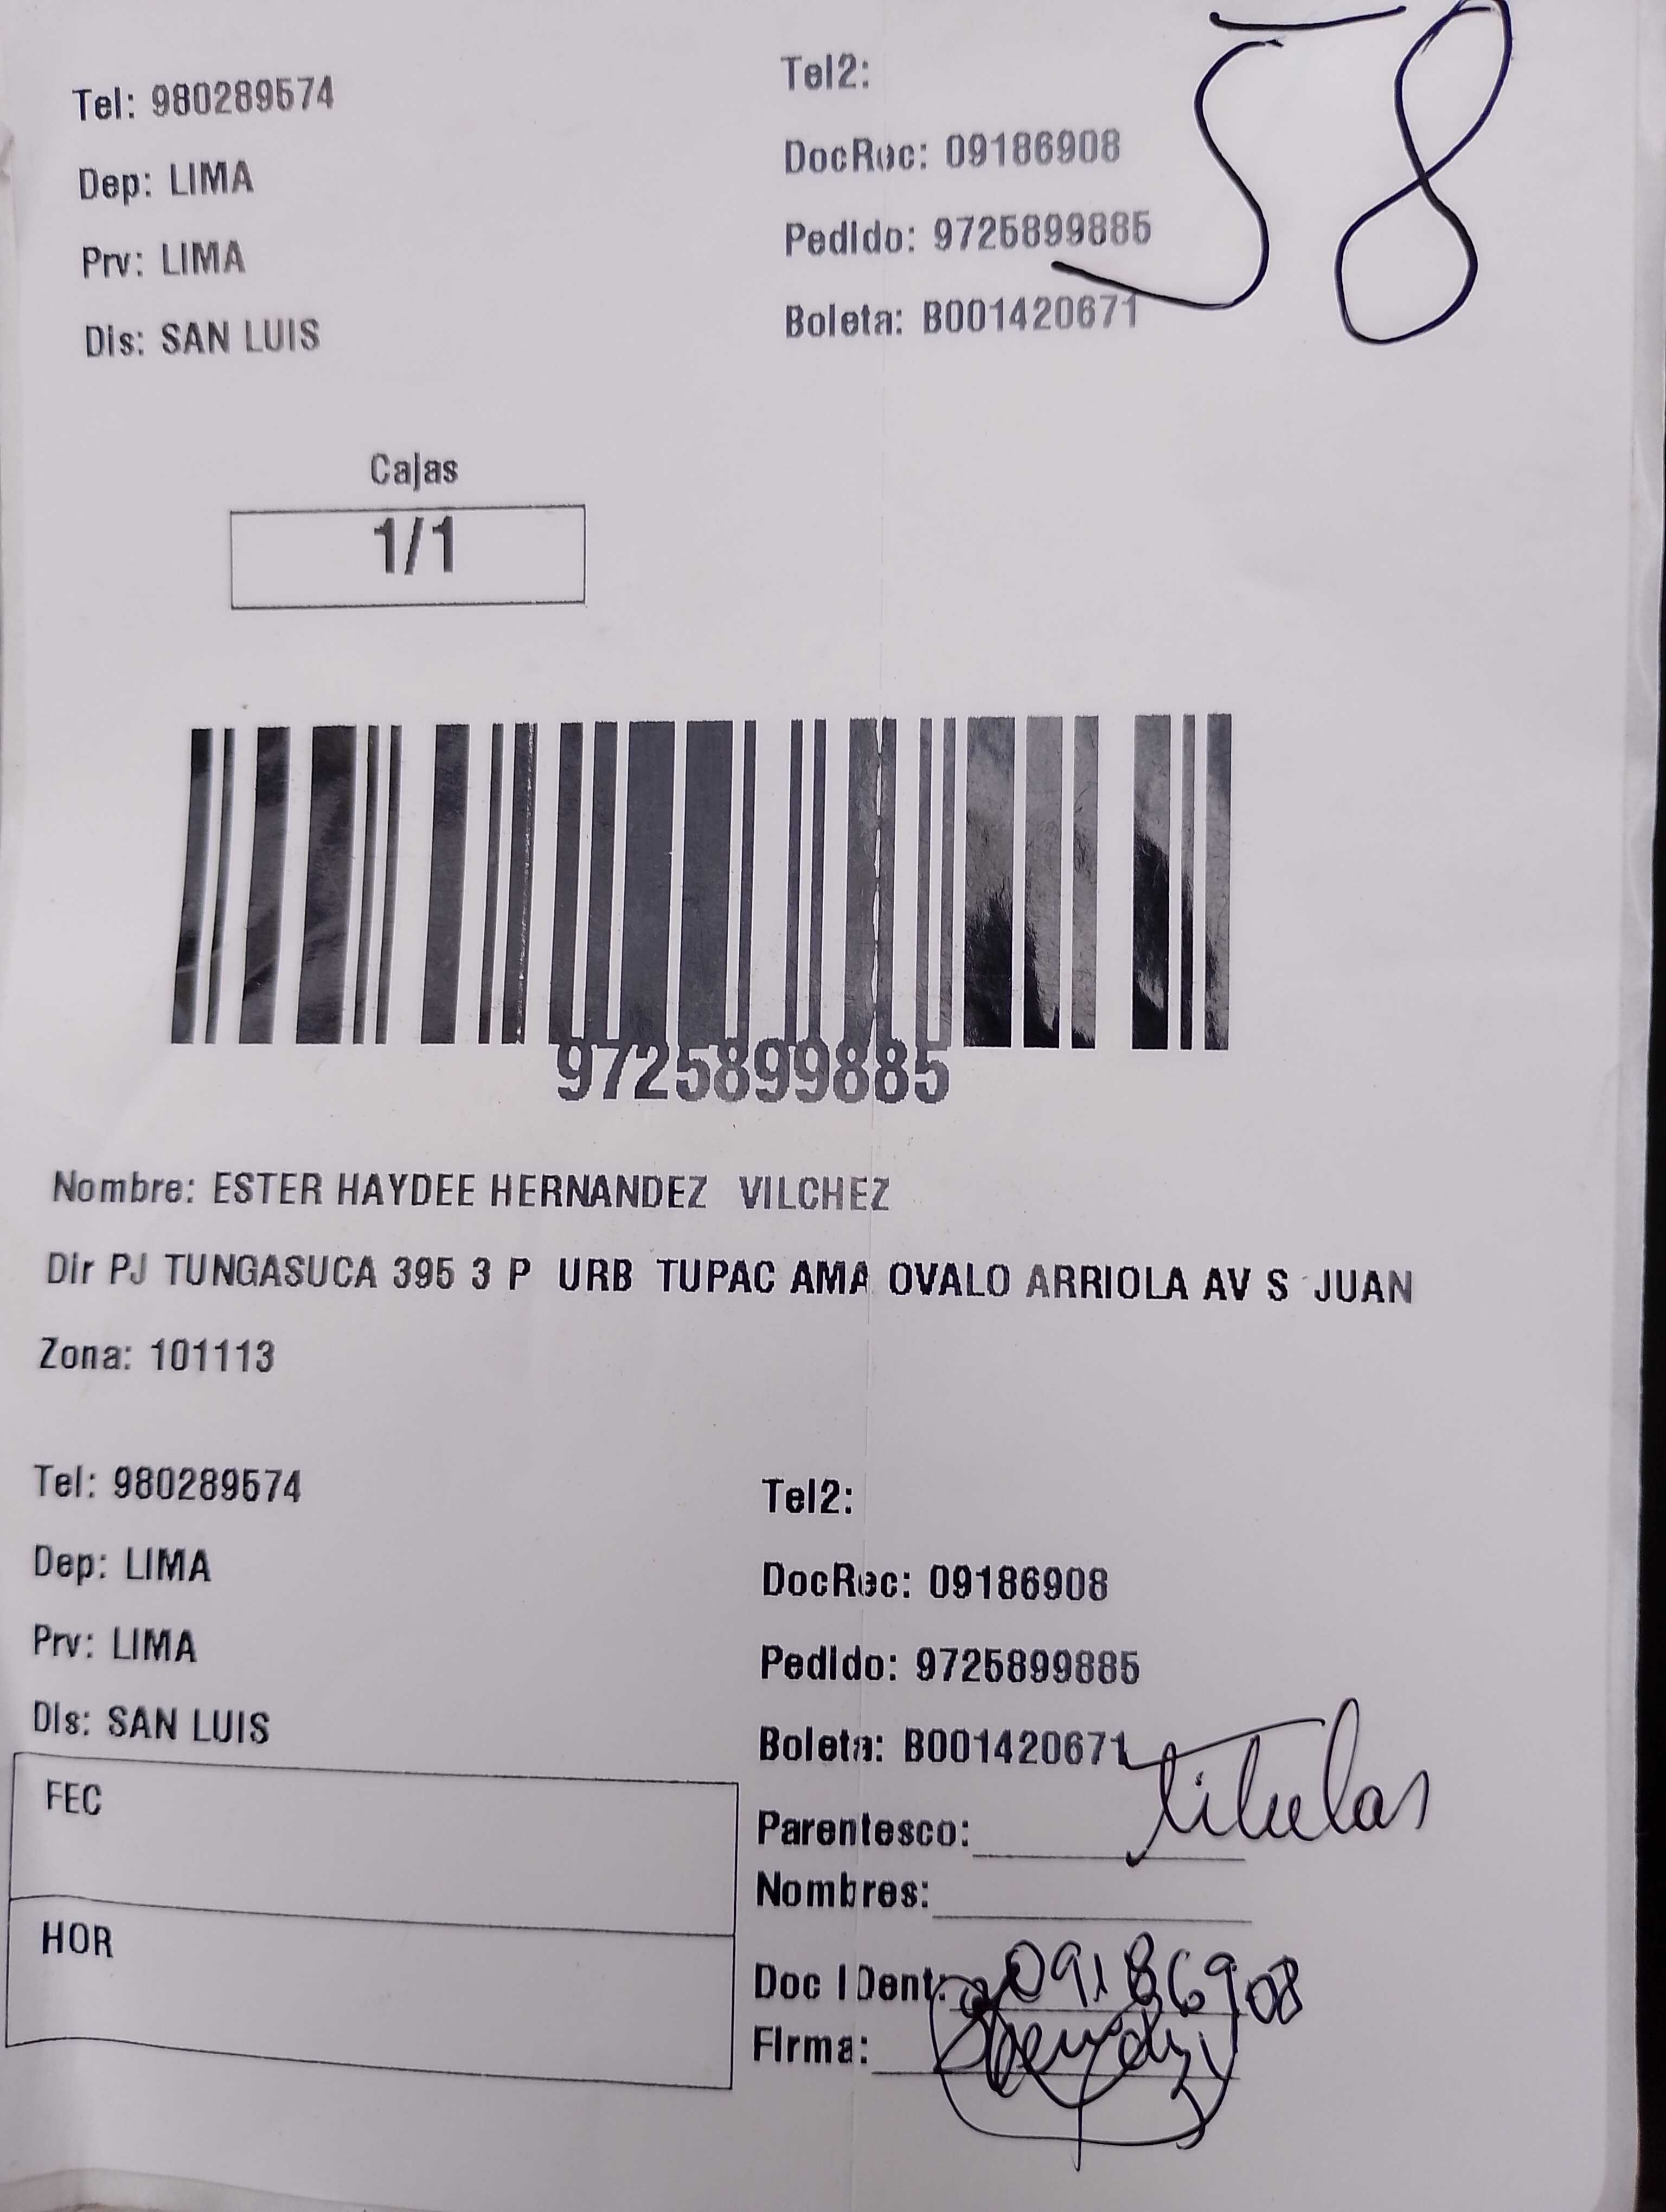 58
Tel: 980289574
Tel2:
Dep: LIMA
DocRec: 09186908
Prv: LIMA
Pedido: 9725899885
Dis: SAN LUIS
Boleta: B001420671
Cajas
1/1
9725899885
Nombre: ESTER HAYDEE HERNANDEZ VILCHEZ
Dir PJ TUNGASUCA 395 3 P URB TUPAC AMA OVALO ARRIOLA AV S JUAN
Zona: 101113
Tel: 980289574
Tel2:
Dep: LIMA
DocRec: 09186908
Prv: LIMA
Pedido: 9725899885
Dis: SAN LUIS
Boleta: B001420671
FEC
Parentesco: titular
Nombres:
HOR
Doc IDent: 09186908
Firma: